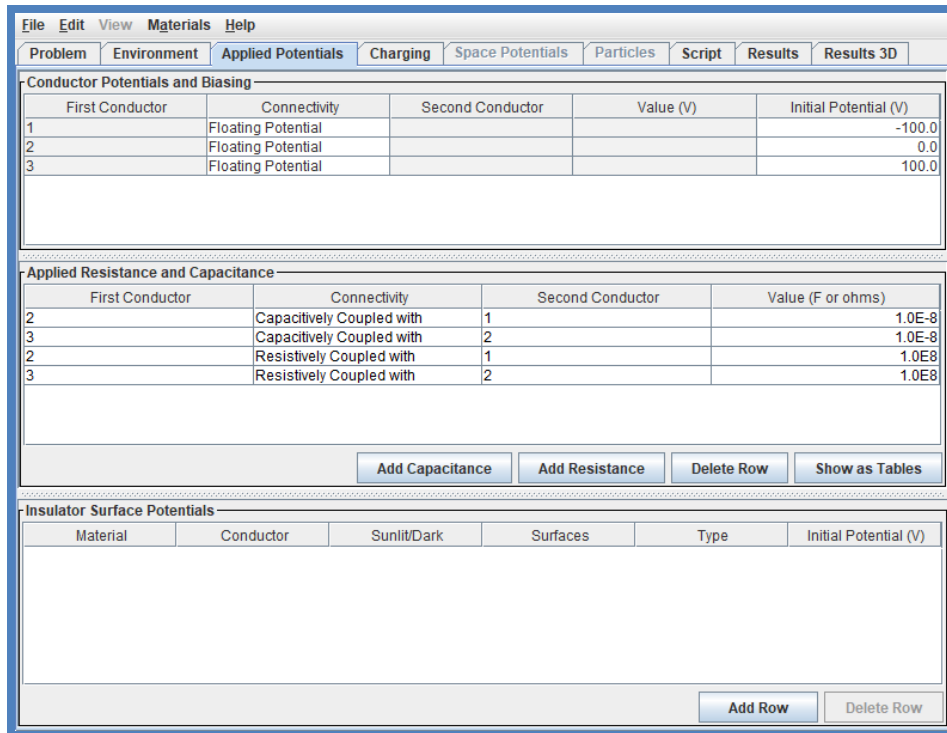 File Edit View Materials Help
Problem Environment Applied Potentials Charging Space Potentials Particles Script Results Results 3D
Conductor Potentials and Biasing
First Conductor Connectivity Second Conductor Value (V) Initial Potential (V)
1 Floating Potential -100.0
2 Floating Potential 0.0
3 Floating Potential 100.0
Applied Resistance and Capacitance
First Conductor Connectivity Second Conductor Value (F or ohms)
2 Capacitively Coupled with 1 1.0E-8
3 Capacitively Coupled with 2 1.0E-8
2 Resistively Coupled with 1 1.0E8
3 Resistively Coupled with 2 1.0E8
Add Capacitance Add Resistance Delete Row Show as Tables
Insulator Surface Potentials
Material Conductor Sunlit/Dark Surfaces Type Initial Potential (V)
Add Row Delete Row